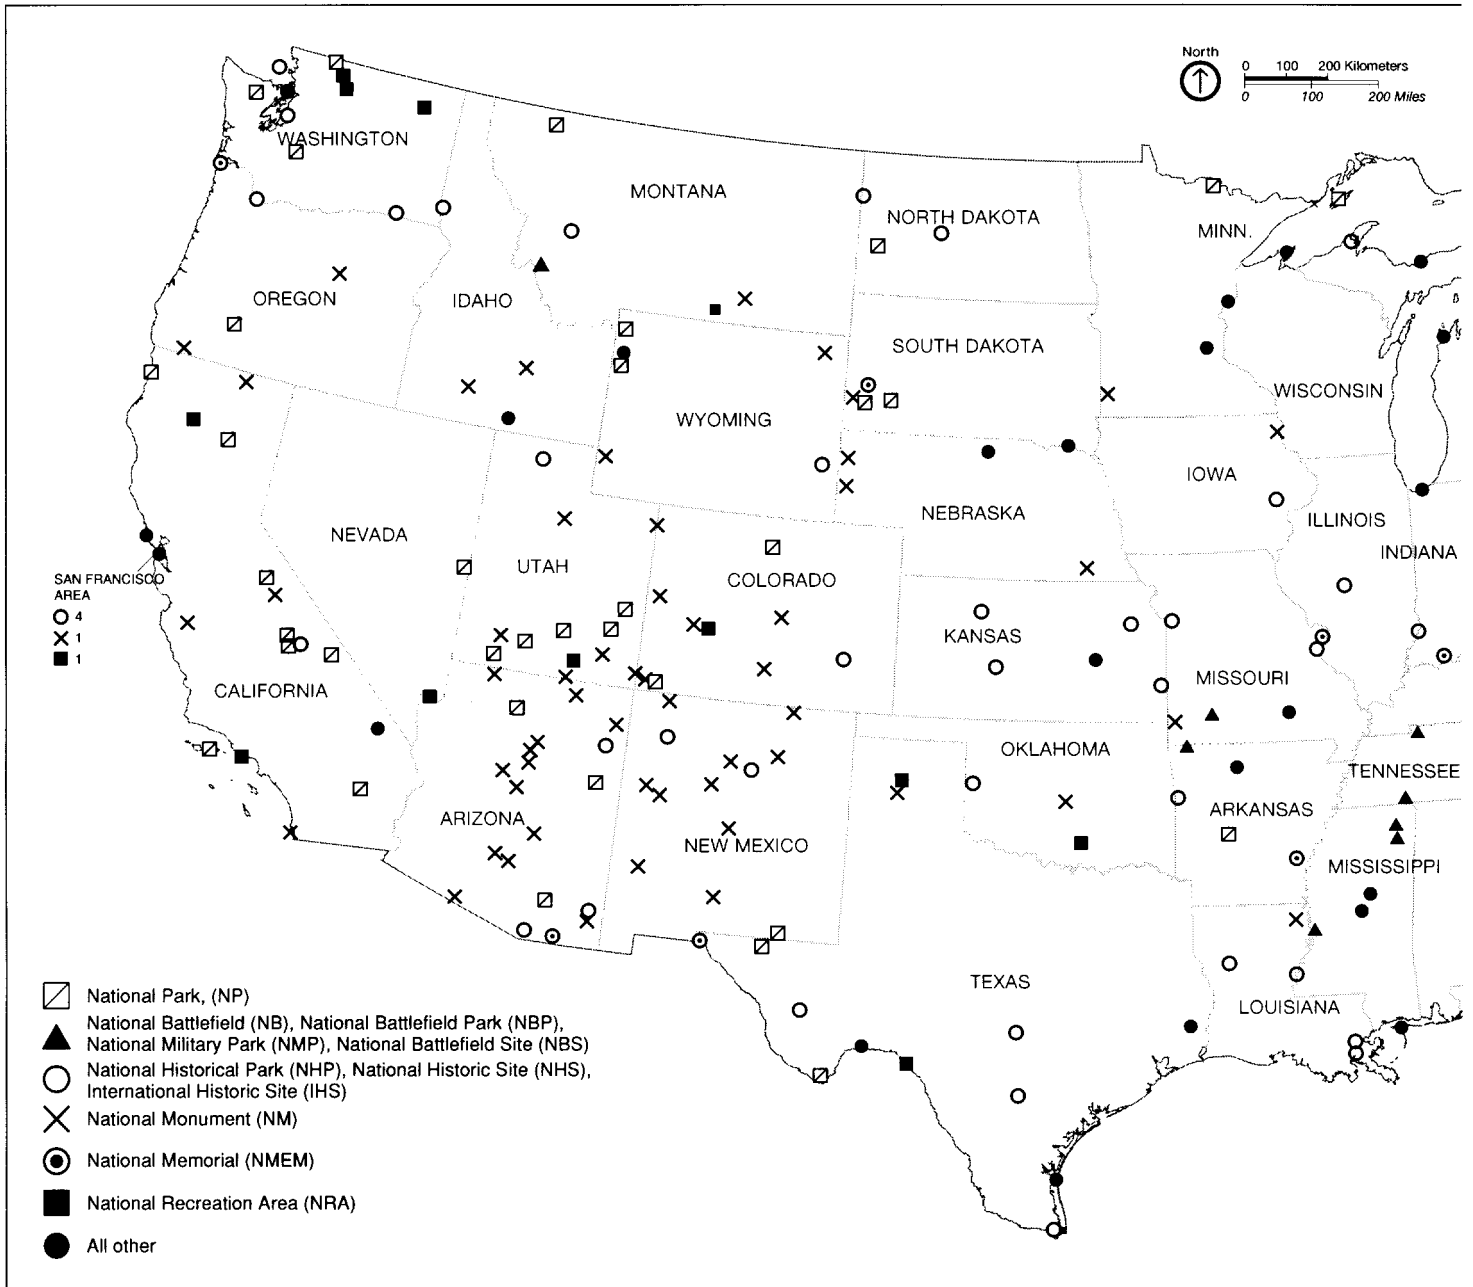 North
0 100 200 Kilometers
0 100 200 Miles
WASHINGTON
MONTANA
NORTH DAKOTA
MINN.
OREGON
IDAHO
SOUTH DAKOTA
WISCONSIN
WYOMING
IOWA
NEBRASKA
ILLINOIS
NEVADA
INDIANA
UTAH
COLORADO
SAN FRANCISCO
AREA
4
1
1
KANSAS
MISSOURI
CALIFORNIA
OKLAHOMA
TENNESSEE
ARKANSAS
ARIZONA
NEW MEXICO
MISSISSIPPI
TEXAS
LOUISIANA
National Park, (NP)
National Battlefield (NB), National Battlefield Park (NBP),
National Military Park (NMP), National Battlefield Site (NBS)
National Historical Park (NHP), National Historic Site (NHS),
International Historic Site (IHS)
National Monument (NM)
National Memorial (NMEM)
National Recreation Area (NRA)
All other